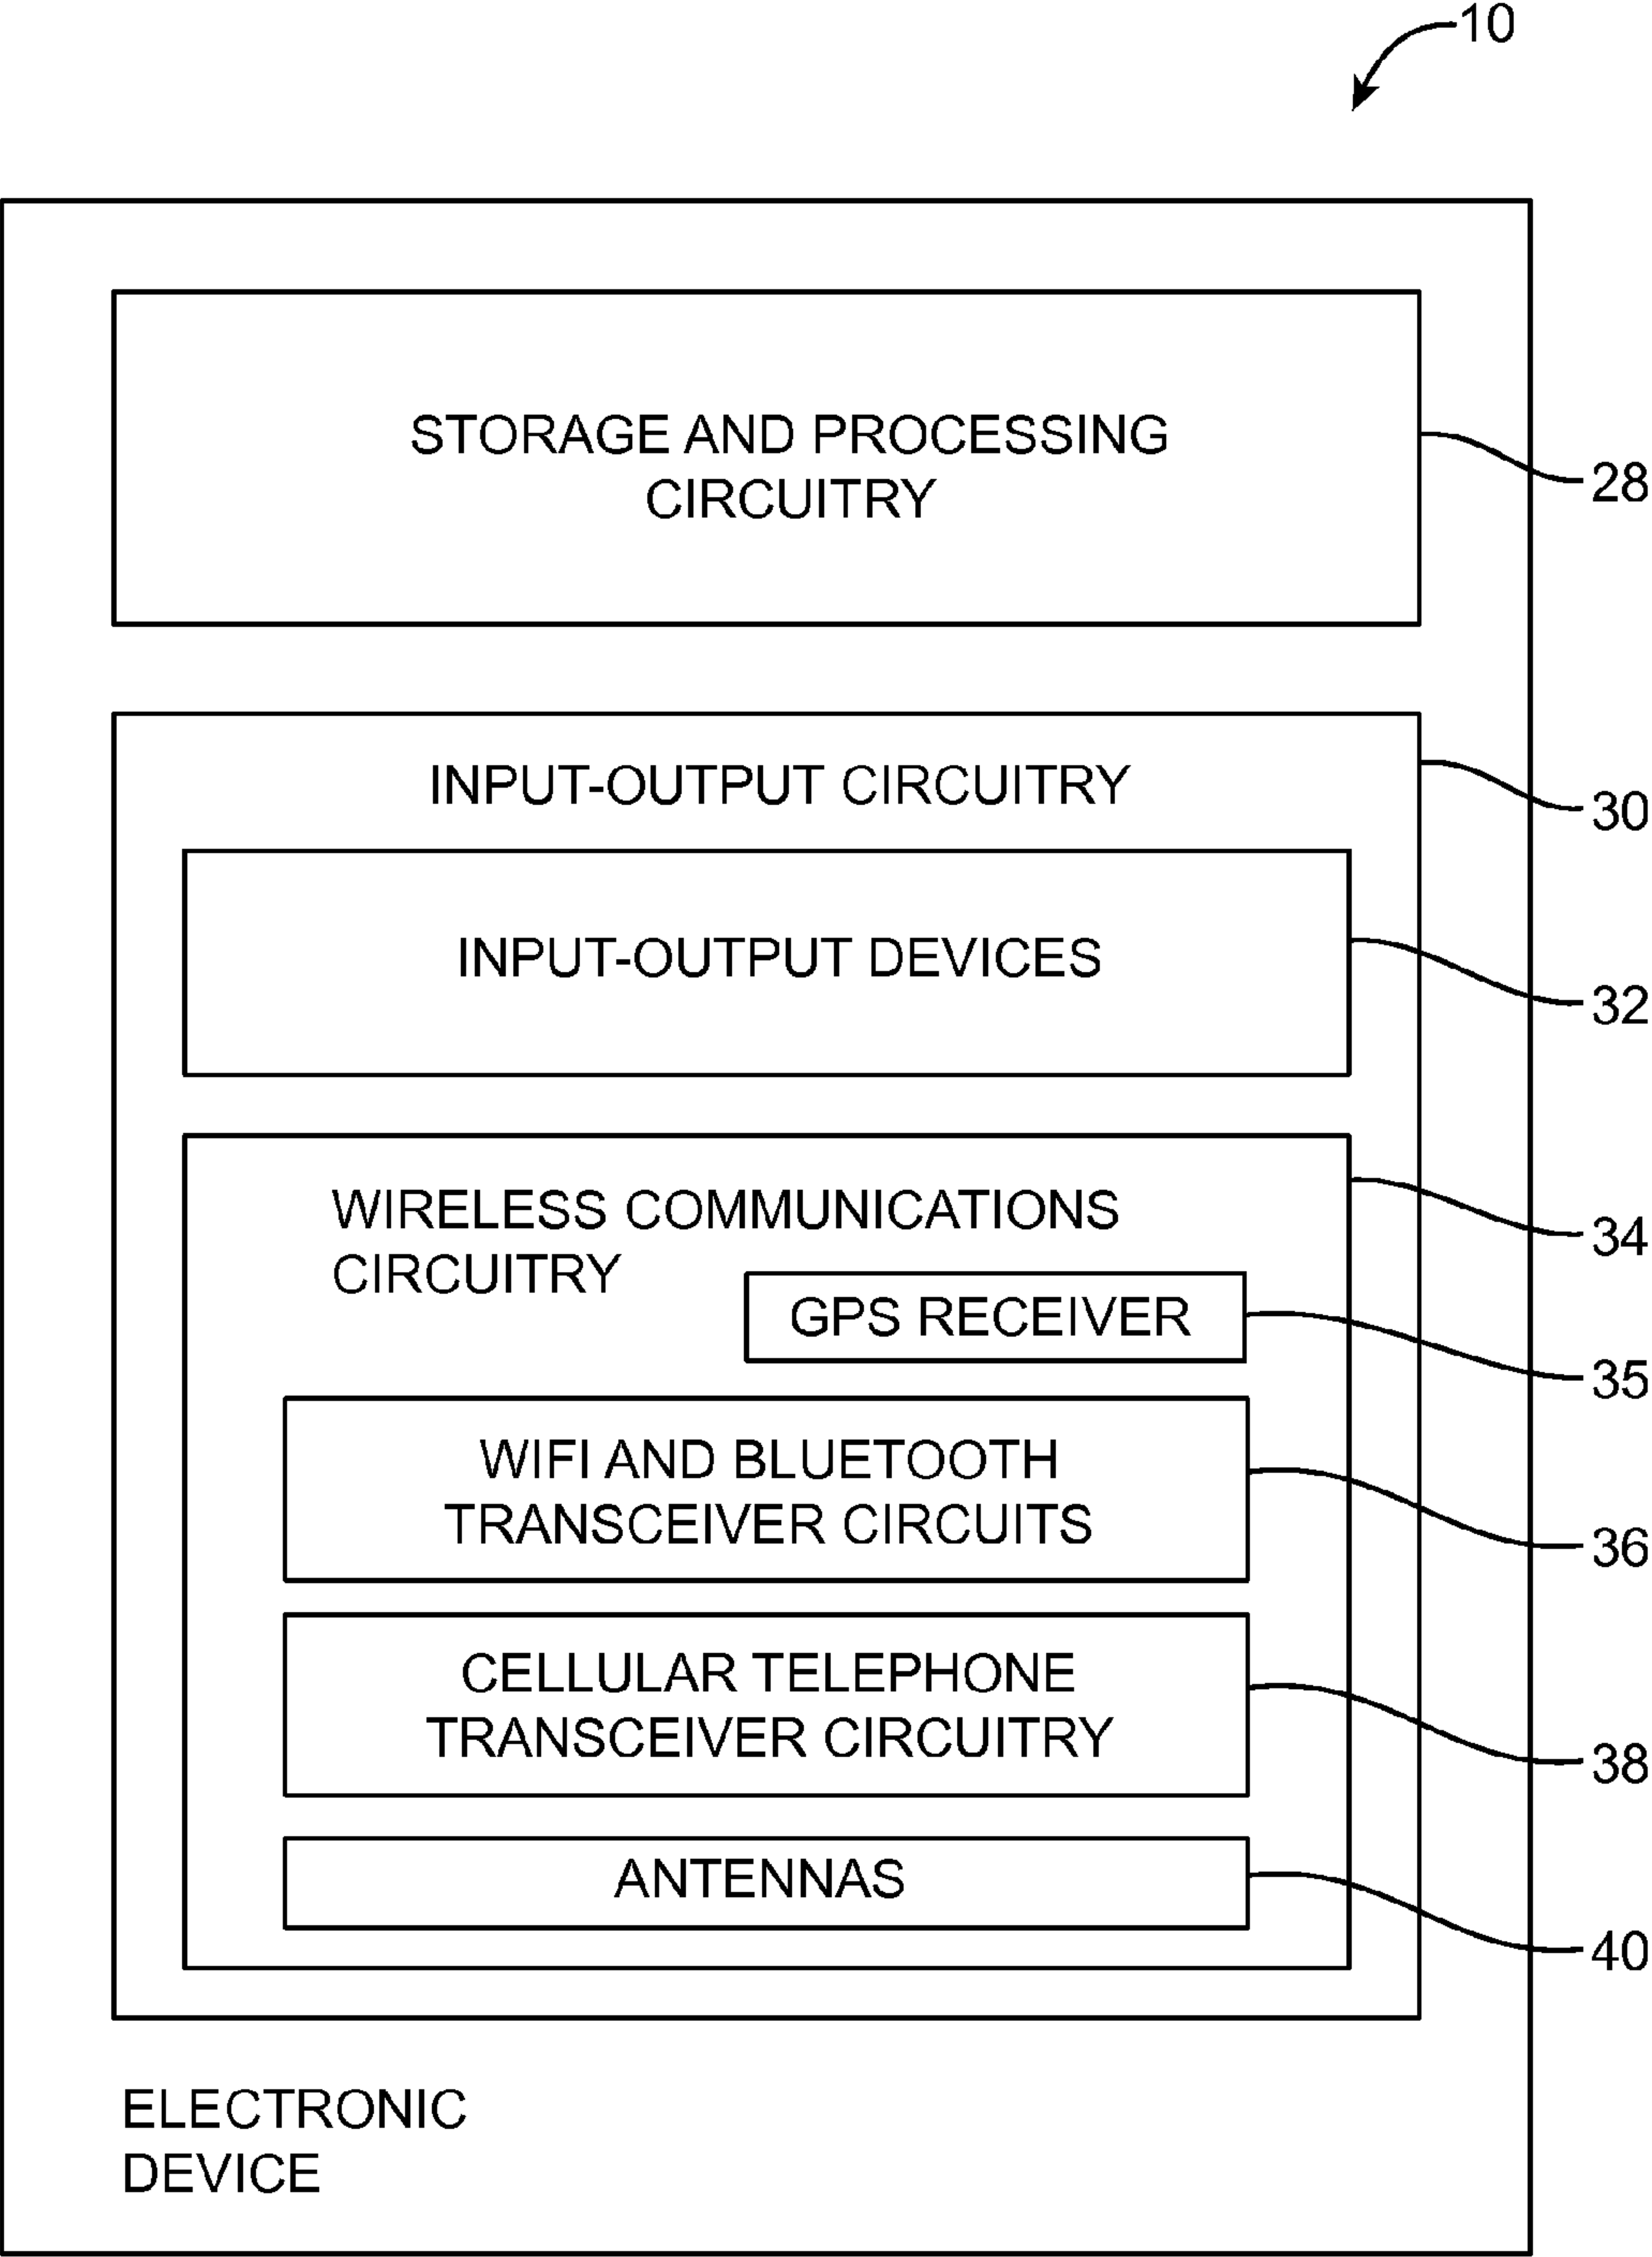 10
STORAGE AND PROCESSING
CIRCUITRY
28
INPUT-OUTPUT CIRCUITRY
30
INPUT-OUTPUT DEVICES
32
WIRELESS COMMUNICATIONS
CIRCUITRY
34
GPS RECEIVER
35
WIFI AND BLUETOOTH
TRANSCEIVER CIRCUITS
36
CELLULAR TELEPHONE
TRANSCEIVER CIRCUITRY
38
ANTENNAS
40
ELECTRONIC
DEVICE